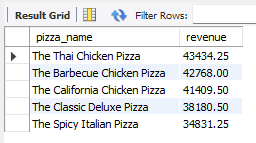 Result Grid Filter Rows:
pizza_name revenue
The Thai Chicken Pizza 43434.25
The Barbecue Chicken Pizza 42768.00
The California Chicken Pizza 41409.50
The Classic Deluxe Pizza 38180.50
The Spicy Italian Pizza 34831.25